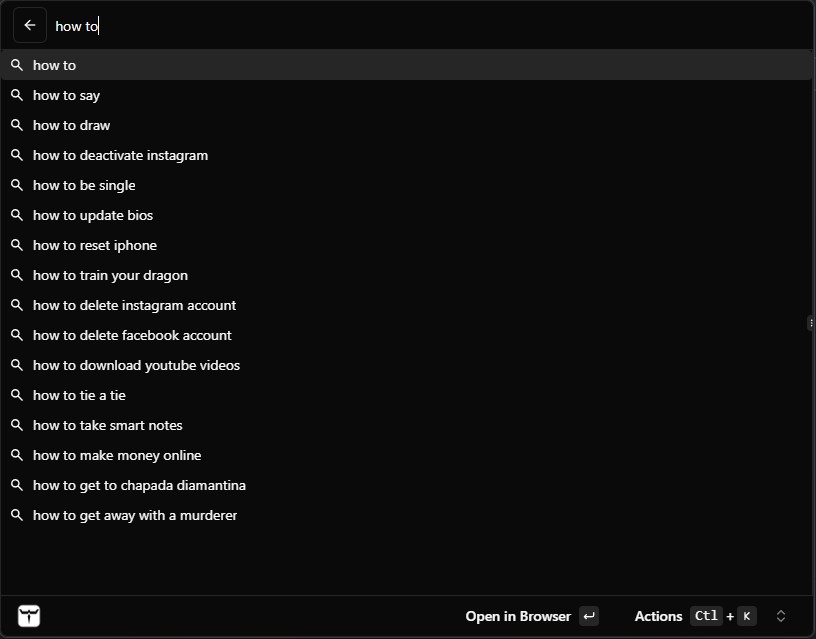 how to
how to
how to say
how to draw
how to deactivate instagram
how to be single
how to update bios
how to reset iphone
how to train your dragon
how to delete instagram account
how to delete facebook account
how to download youtube videos
how to tie a tie
how to take smart notes
how to make money online
how to get to chapada diamantina
how to get away with a murderer
Open in Browser Actions Ctl + K